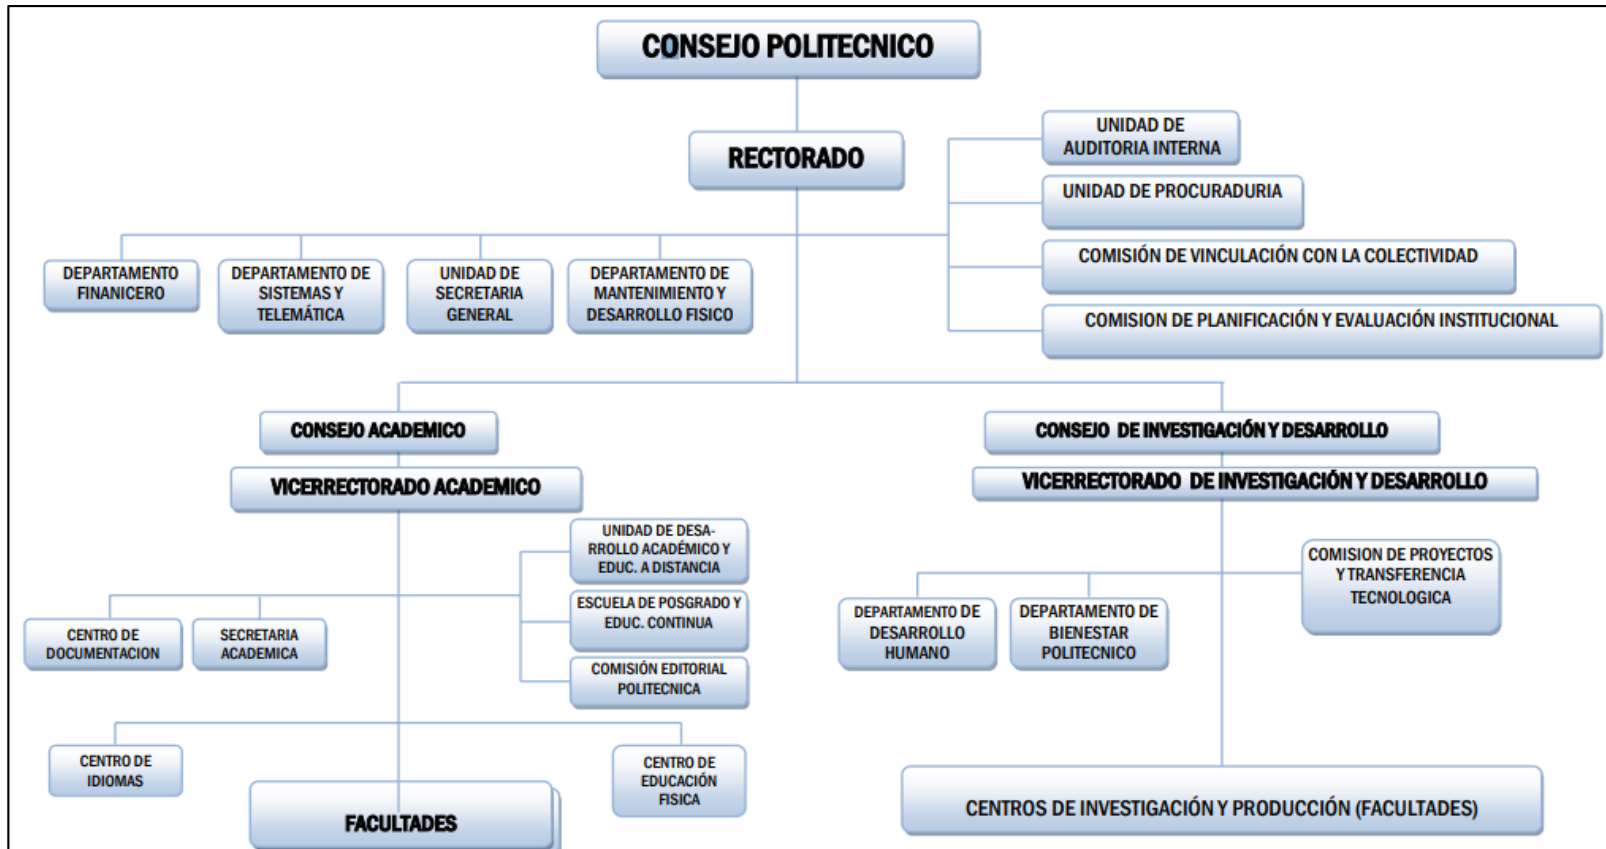 CONSEJO POLITECNICO
RECTORADO
UNIDAD DE
AUDITORIA INTERNA
UNIDAD DE PROCURADURIA
COMISIÓN DE VINCULACIÓN CON LA COLECTIVIDAD
COMISION DE PLANIFICACIÓN Y EVALUACIÓN INSTITUCIONAL
DEPARTAMENTO
FINANICERO
DEPARTAMENTO DE
SISTEMAS Y
TELEMÁTICA
UNIDAD DE
SECRETARIA
GENERAL
DEPARTAMENTO DE
MANTENIMIENTO Y
DESARROLLO FISICO
CONSEJO ACADEMICO
VICERRECTORADO ACADEMICO
UNIDAD DE DESA-
RROLLO ACADÉMICO Y
EDUC. A DISTANCIA
ESCUELA DE POSGRADO Y
EDUC. CONTINUA
COMISIÓN EDITORIAL
POLITECNICA
CENTRO DE
DOCUMENTACION
SECRETARIA
ACADEMICA
CENTRO DE
IDIOMAS
CENTRO DE
EDUCACIÓN
FISICA
FACULTADES
CONSEJO DE INVESTIGACIÓN Y DESARROLLO
VICERRECTORADO DE INVESTIGACIÓN Y DESARROLLO
COMISION DE PROYECTOS
Y TRANSFERENCIA
TECNOLOGICA
DEPARTAMENTO DE
DESARROLLO
HUMANO
DEPARTAMENTO DE
BIENESTAR
POLITECNICO
CENTROS DE INVESTIGACIÓN Y PRODUCCIÓN (FACULTADES)